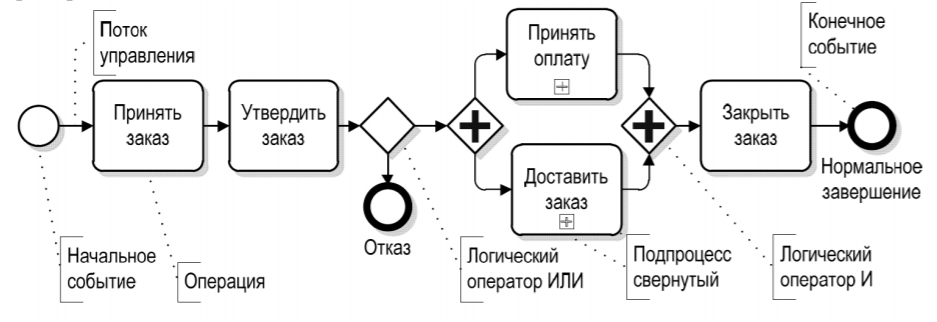 Поток
управления
Принять
заказ
Утвердить
заказ
Принять
оплату
Доставить
заказ
Закрыть
заказ
Конечное
событие
Нормальное
завершение
Отказ
Начальное
событие
Операция
Логический
оператор ИЛИ
Подпроцесс
свернутый
Логический
оператор И